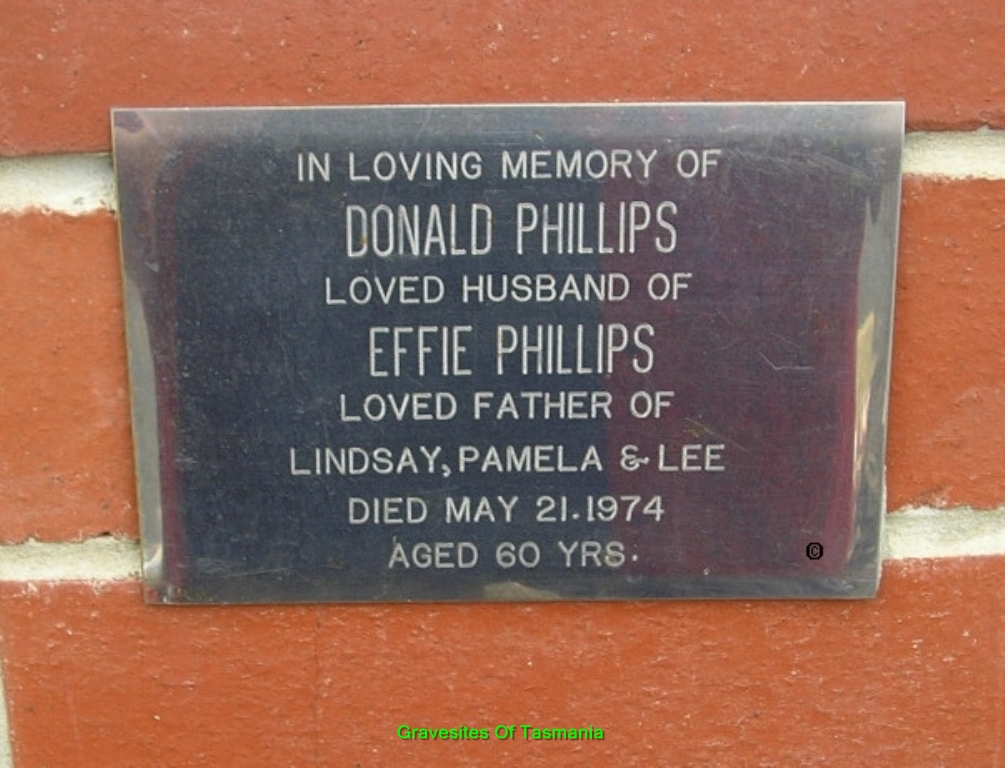 IN LOVING MEMORY OF
DONALD PHILLIPS
LOVED HUSBAND OF
EFFIE PHILLIPS
LOVED FATHER OF
LINDSAY, PAMELA & LEE
DIED MAY 21.1974
AGED 60 YRS.
©
Gravesites Of Tasmania